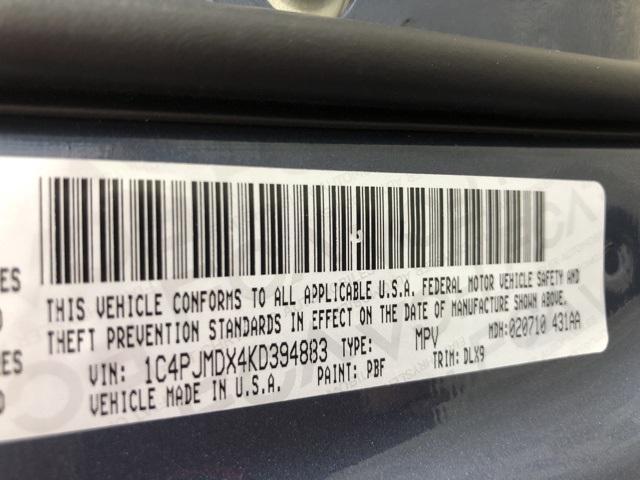 THIS VEHICLE CONFORMS TO ALL APPLICABLE U.S.A. FEDERAL MOTOR VEHICLE SAFETY AND
THEFT PREVENTION STANDARDS IN EFFECT ON THE DATE OF MANUFACTURE SHOWN ABOVE.
VIN: 1C4PJMDX4KD394883 TYPE: MPV MDH:020710 431AA
VEHICLE MADE IN U.S.A. PAINT: PBF TRIM: DLX9